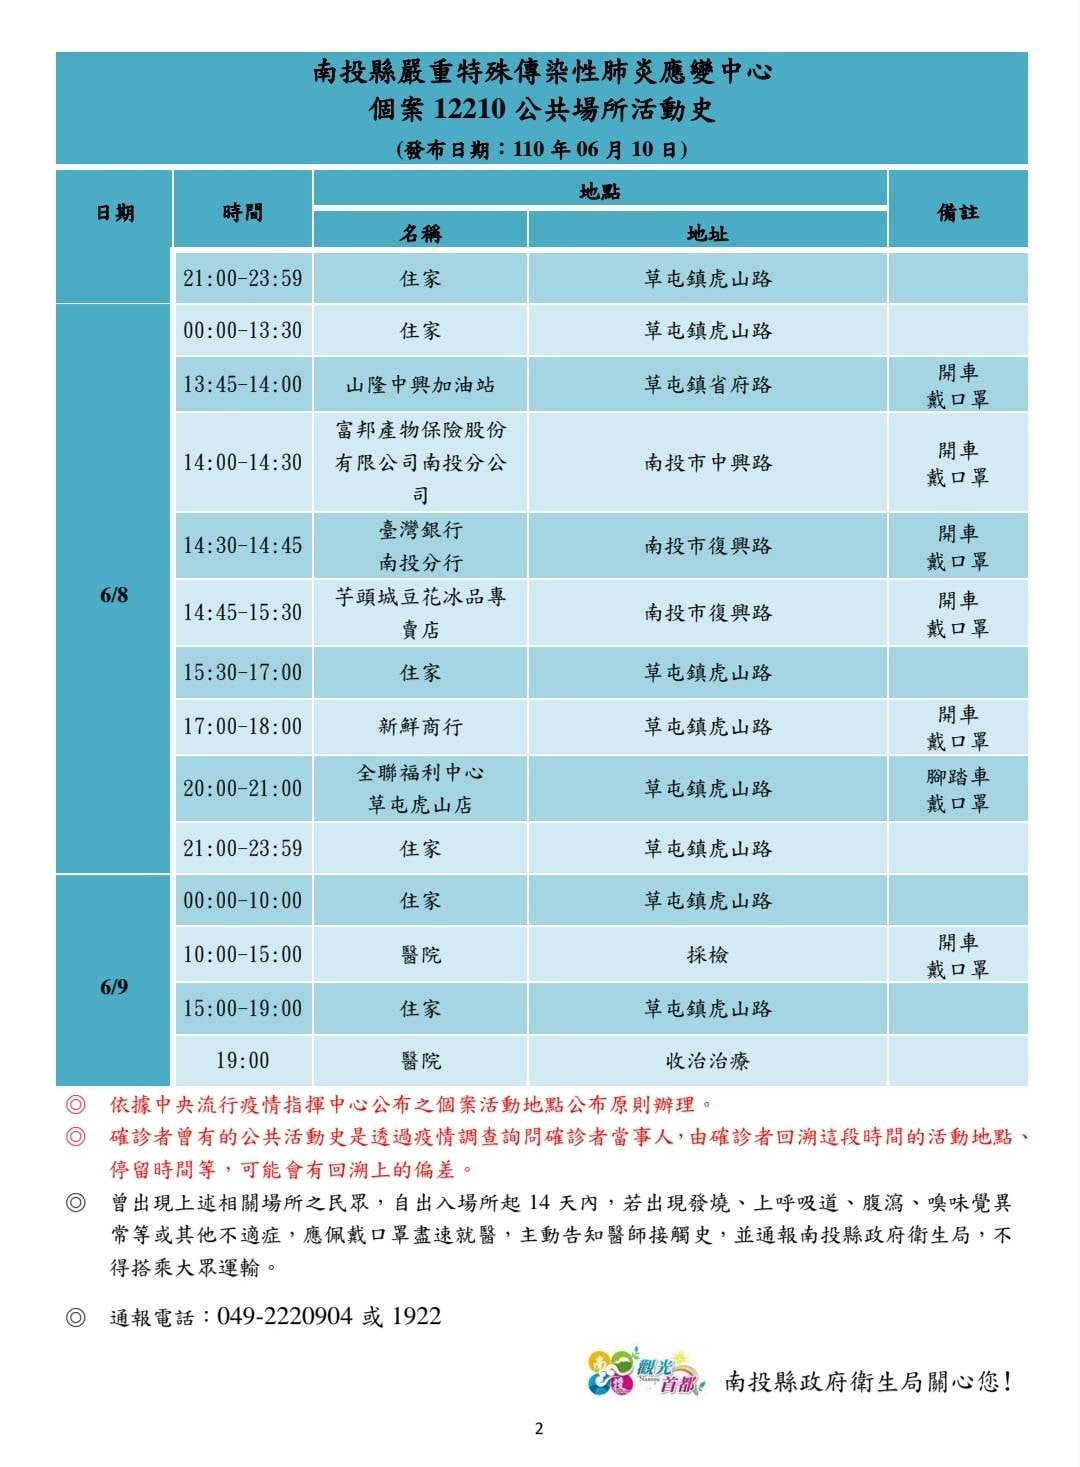 南投縣嚴重特殊傳染性肺炎應變中心
個案 12210 公共場所活動史
(發布日期：110 年 06 月 10 日)
日期 時間 地點 備註
名稱 地址
21:00-23:59 住家 草屯鎮虎山路
6/8
00:00-13:30 住家 草屯鎮虎山路
13:45-14:00 山隆中興加油站 草屯鎮省府路 開車
戴口罩
14:00-14:30 富邦產物保險股份
有限公司南投分公
司 南投市中興路 開車
戴口罩
14:30-14:45 臺灣銀行
南投分行 南投市復興路 開車
戴口罩
14:45-15:30 芋頭城豆花冰品專
賣店 南投市復興路 開車
戴口罩
15:30-17:00 住家 草屯鎮虎山路
17:00-18:00 新鮮商行 草屯鎮虎山路 開車
戴口罩
20:00-21:00 全聯福利中心
草屯虎山店 草屯鎮虎山路 腳踏車
戴口罩
21:00-23:59 住家 草屯鎮虎山路
6/9
00:00-10:00 住家 草屯鎮虎山路
10:00-15:00 醫院 採檢 開車
戴口罩
15:00-19:00 住家 草屯鎮虎山路
19:00 醫院 收治治療
◎ 依據中央流行疫情指揮中心公布之個案活動地點公布原則辦理。
◎ 確診者曾有的公共活動史是透過疫情調查詢問確診者當事人，由確診者回溯這段時間的活動地點、
停留時間等，可能會有回溯上的偏差。
◎ 曾出現上述相關場所之民眾，自出入場所起 14 天內，若出現發燒、上呼吸道、腹瀉、嗅味覺異
常等或其他不適症，應佩戴口罩盡速就醫，主動告知醫師接觸史，並通報南投縣政府衛生局，不
得搭乘大眾運輸。
◎ 通報電話：049-2220904 或 1922
南投 觀光
Nantou 首都
南投縣政府衛生局關心您!
2